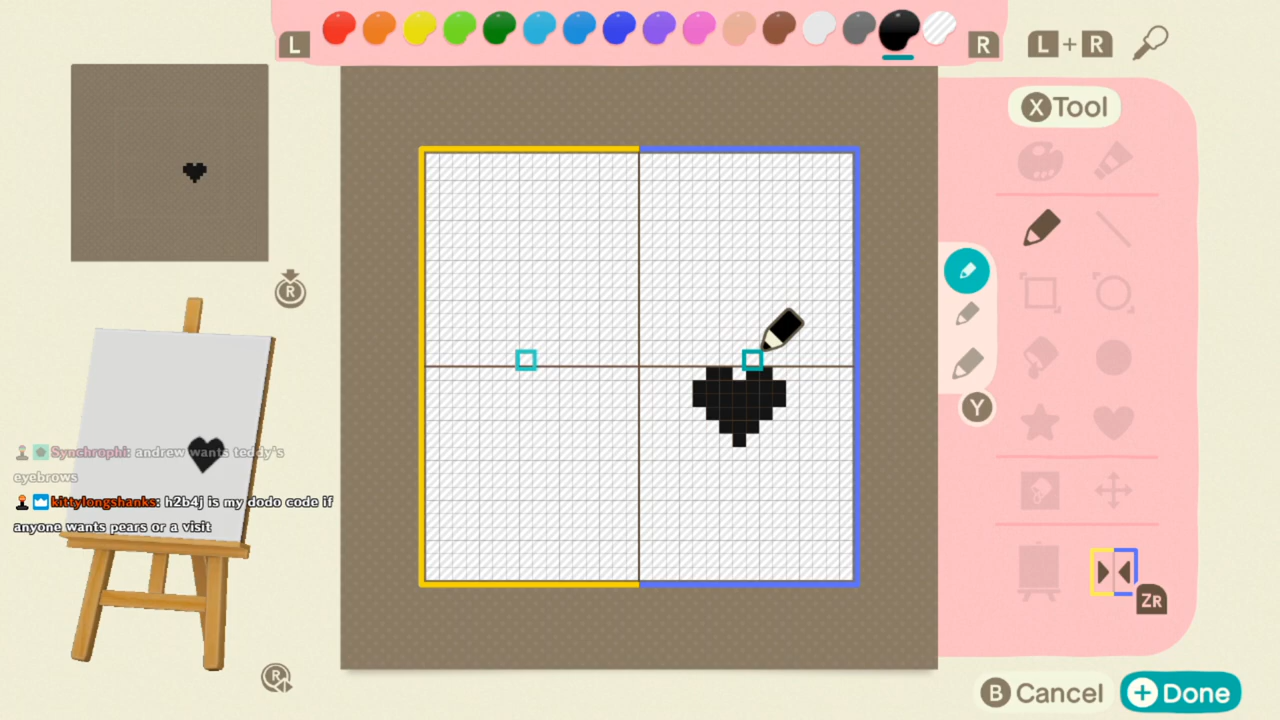 L
R
L + R
X Tool
R
Y
Synchrophi: andrew wants teddy's
eyebrows
kittylongshanks: h2b4j is my dodo code if
anyone wants pears or a visit
ZR
R
B Cancel
+ Done